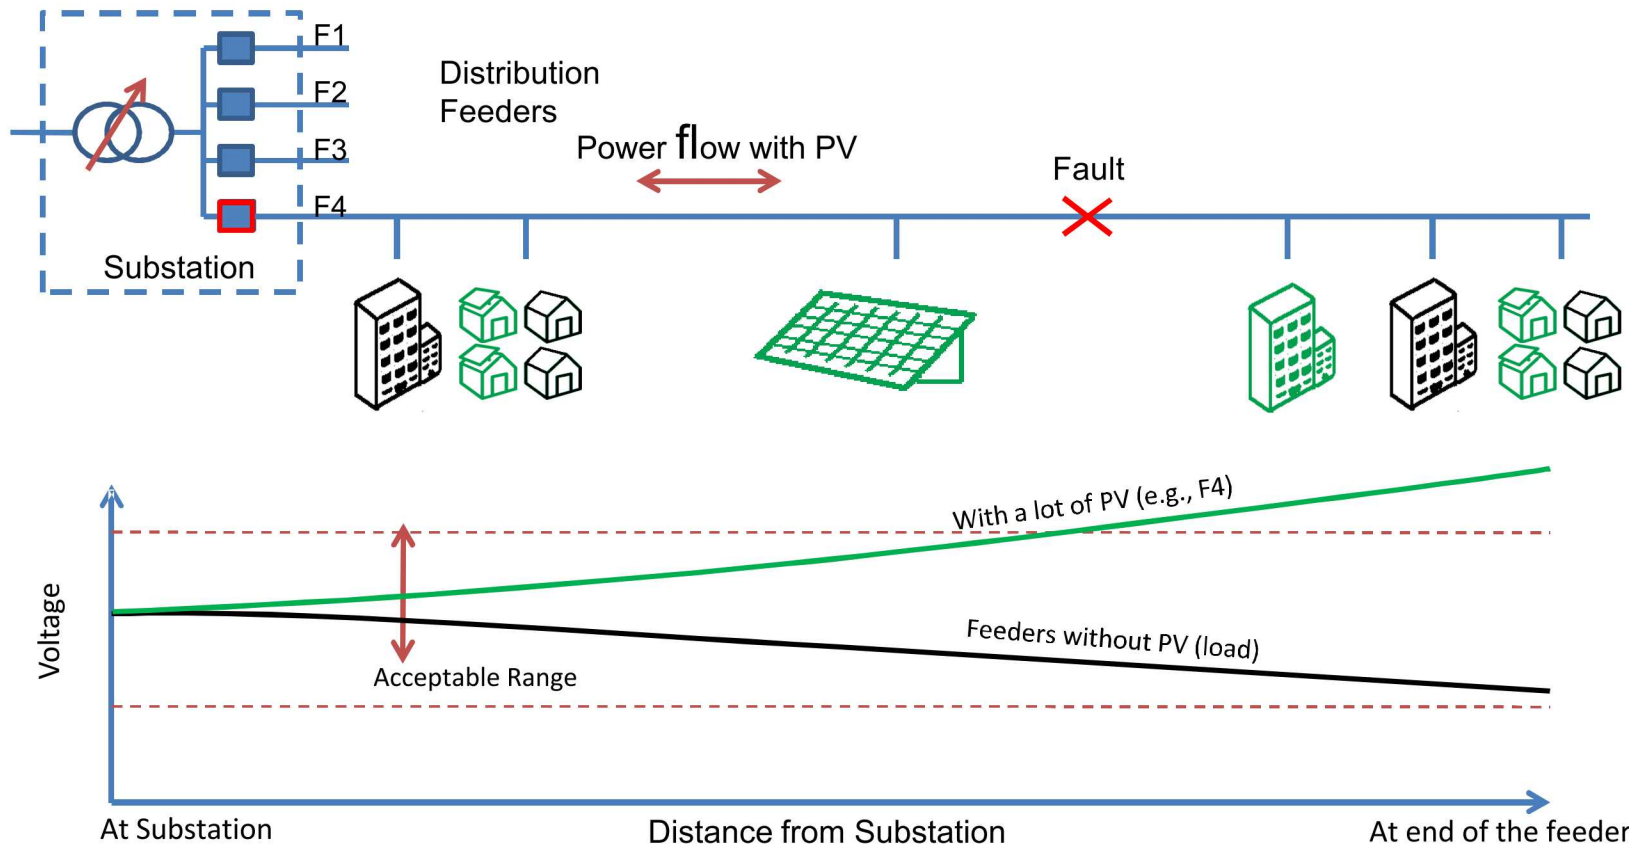 F1
F2
F3
F4
Substation
Distribution
Feeders
Power flow with PV
Fault
With a lot of PV (e.g., F4)
Feeders without PV (load)
Acceptable Range
Voltage
At Substation
Distance from Substation
At end of the feeder